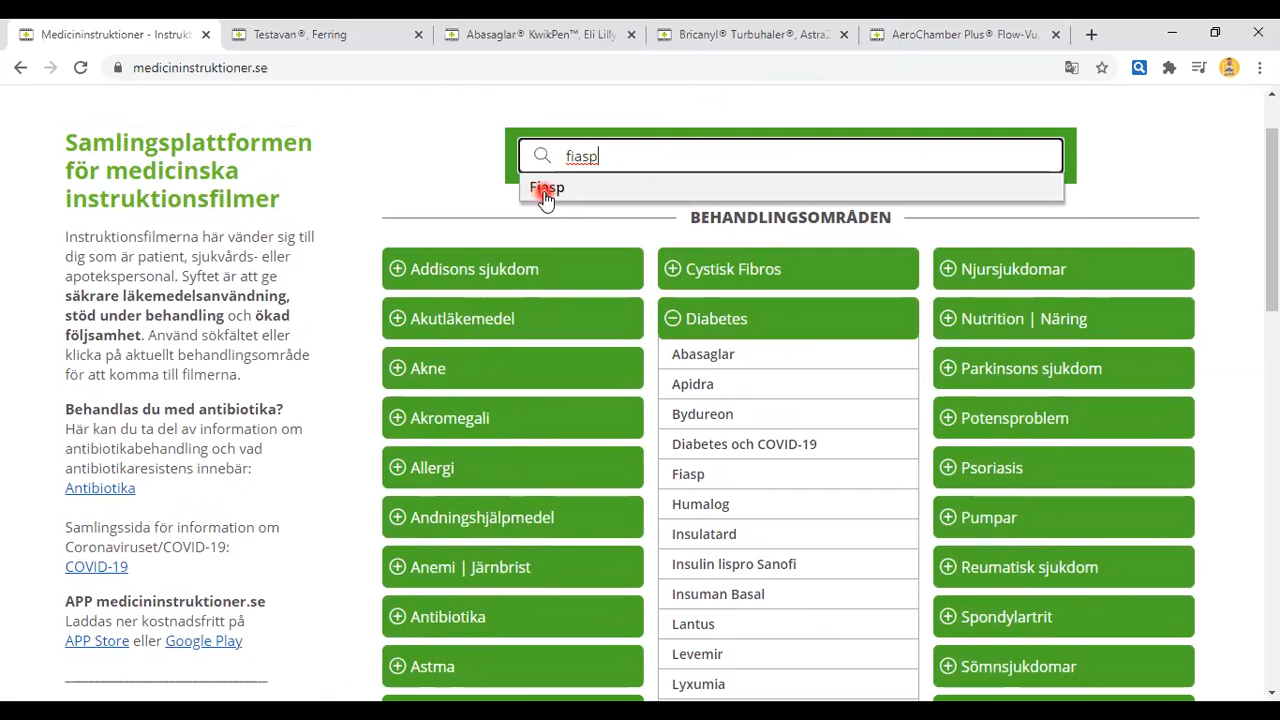 Medicininstruktioner - Instrukt
Testavan®, Ferring
Abasaglar® KwikPen™, Eli Lilly
Bricanyl® Turbuhaler®, AstraZ
AeroChamber Plus® Flow-Vu
medicininstruktioner.se
Samlingsplattformen
för medicinska
instruktionsfilmer
Instruktionsfilmerna här vänder sig till
dig som är patient, sjukvårds- eller
apotekspersonal. Syftet är att ge
säkrare läkemedelsanvändning,
stöd under behandling och ökad
följsamhet. Använd sökfältet eller
klicka på aktuellt behandlingsområde
för att komma till filmerna.
Behandlas du med antibiotika?
Här kan du ta del av information om
antibiotikabehandling och vad
antibiotikaresistens innebär:
Antibiotika
Samlingssida för information om
Coronaviruset/COVID-19:
COVID-19
APP medicininstruktioner.se
Laddas ner kostnadsfritt på
App Store eller Google Play
fiasp
Fiasp
BEHANDLINGSOMRÅDEN
Addisons sjukdom
Akutläkemedel
Akne
Akromegali
Allergi
Andningshjälpmedel
Anemi | Järnbrist
Antibiotika
Astma
Cystisk Fibros
Diabetes
Abasaglar
Apidra
Bydureon
Diabetes och COVID-19
Fiasp
Humalog
Insulatard
Insulin lispro Sanofi
Insuman Basal
Lantus
Levemir
Lyxumia
Njursjukdomar
Nutrition | Näring
Parkinsons sjukdom
Potensproblem
Psoriasis
Pumpar
Reumatisk sjukdom
Spondylartrit
Sömnsjukdomar